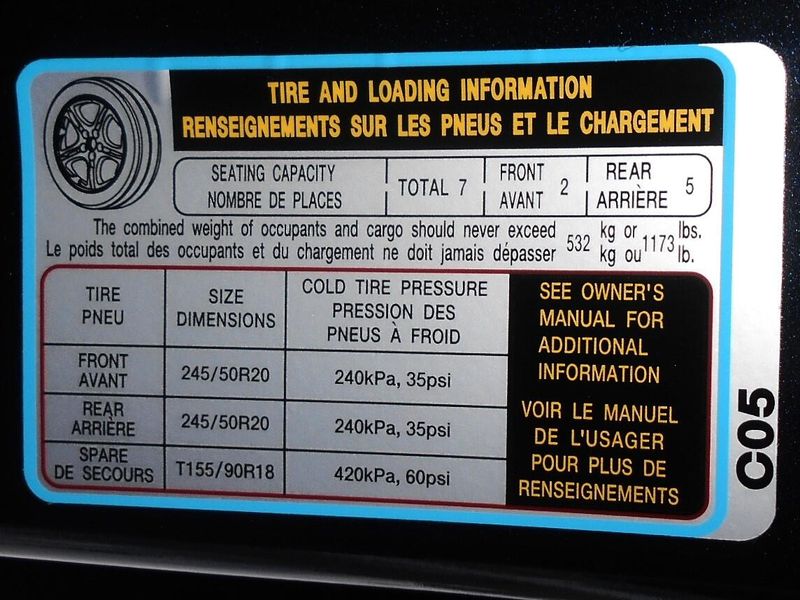 TIRE AND LOADING INFORMATION
RENSEIGNEMENTS SUR LES PNEUS ET LE CHARGEMENT
SEATING CAPACITY
NOMBRE DE PLACES
TOTAL 7
FRONT
AVANT 2
REAR
ARRIÈRE 5
The combined weight of occupants and cargo should never exceed 532 kg or 1173 lbs.
Le poids total des occupants et du chargement ne doit jamais dépasser kg ou lb.
TIRE
PNEU
SIZE
DIMENSIONS
COLD TIRE PRESSURE
PRESSION DES
PNEUS À FROID
FRONT
AVANT
245/50R20
240kPa, 35psi
REAR
ARRIÈRE
245/50R20
240kPa, 35psi
SPARE
DE SECOURS
T155/90R18
420kPa, 60psi
SEE OWNER'S
MANUAL FOR
ADDITIONAL
INFORMATION
VOIR LE MANUEL
DE L'USAGER
POUR PLUS DE
RENSEIGNEMENTS
C05